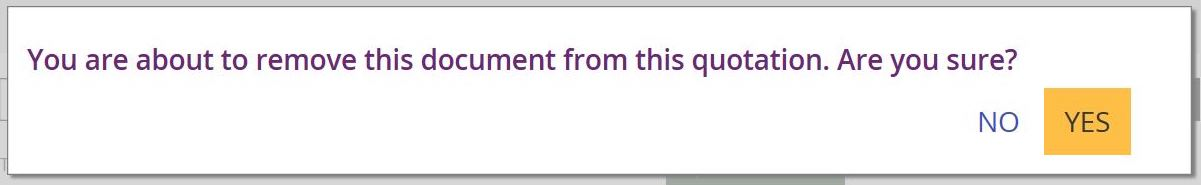 You are about to remove this document from this quotation. Are you sure?
NO YES